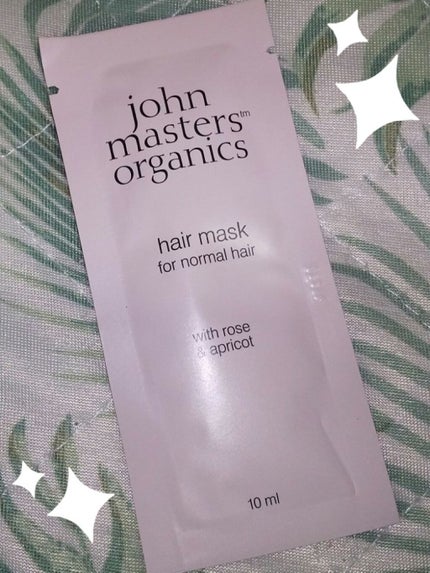 john
masters™
organics
hair mask
for normal hair
with rose
& apricot
10 ml